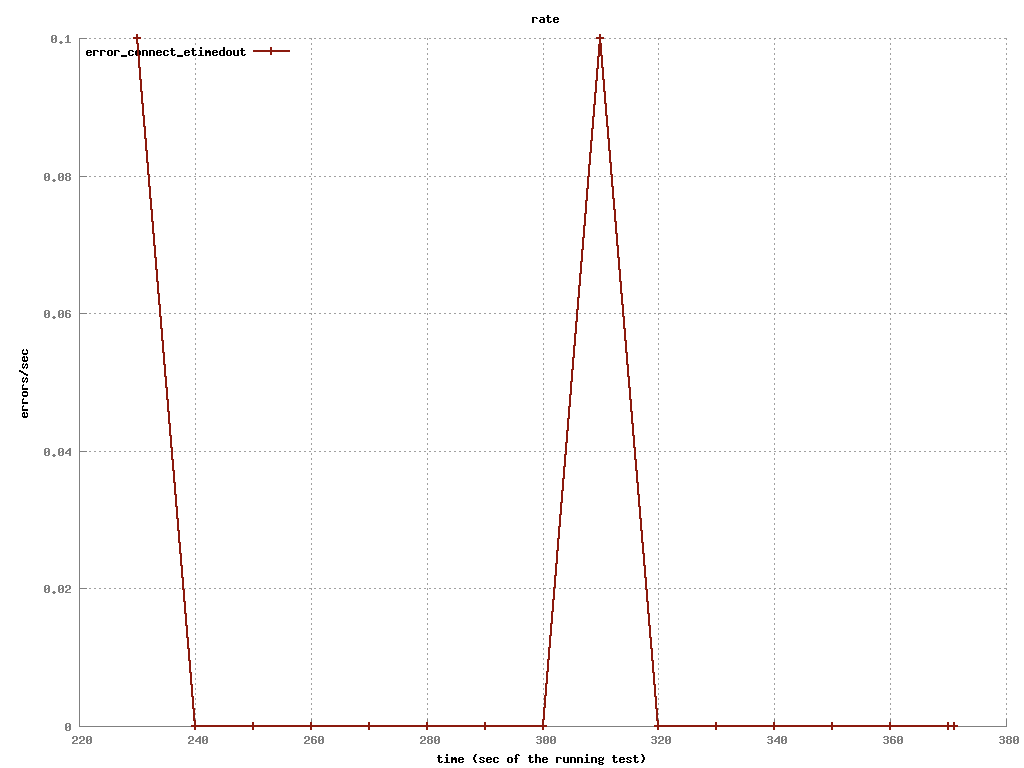 rate
error_connect_etimedout
0.1
0.08
0.06
0.04
0.02
0
errors/sec
220 240 260 280 300 320 340 360 380
time (sec of the running test)